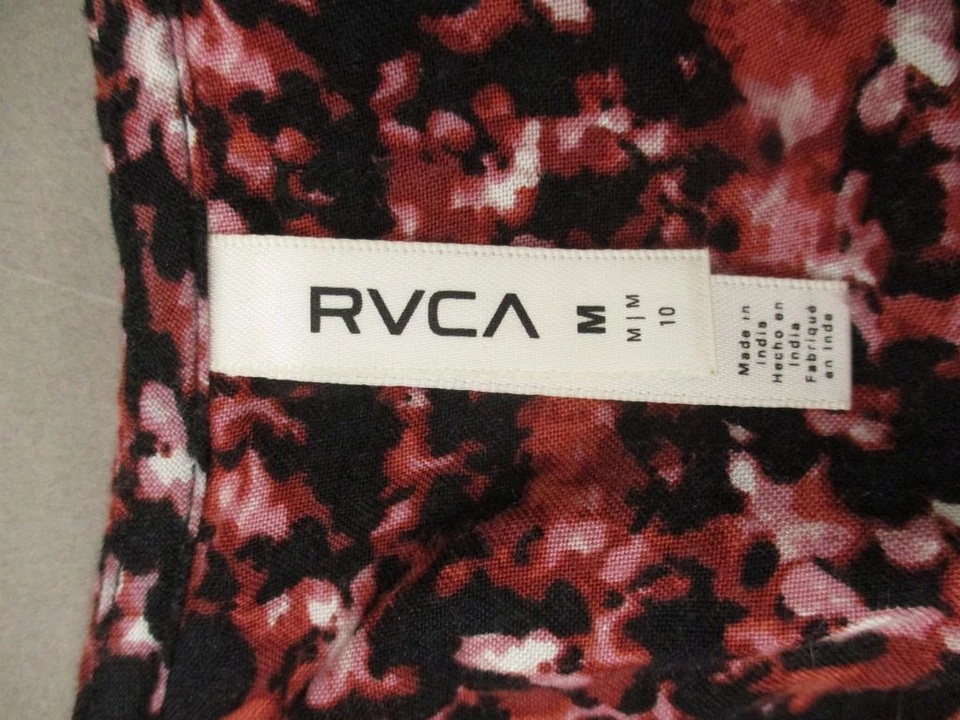 RVCA
M
M|M
10
Made in
India
Hecho en
India
Fabriqué
en Inde